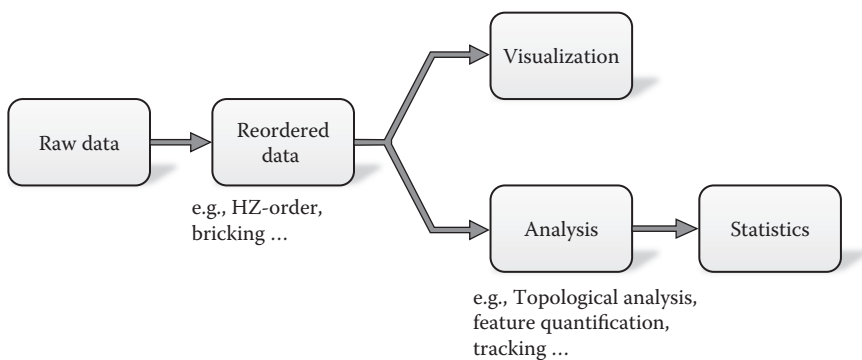 Visualization
Raw data
Reordered
data
e.g., HZ-order,
bricking ...
Analysis
Statistics
e.g., Topological analysis,
feature quantification,
tracking ...